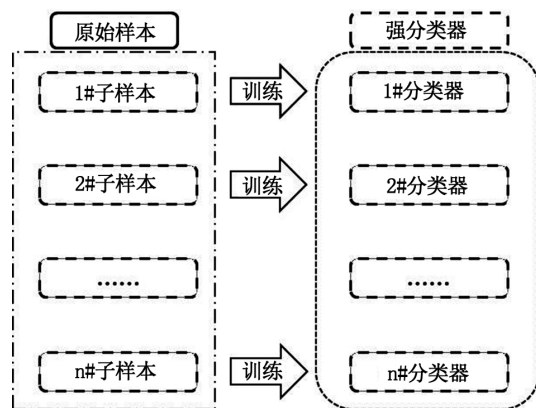 原始样本
强分类器
1#子样本
训练
1#分类器
2#子样本
训练
2#分类器
......
......
n#子样本
训练
n#分类器